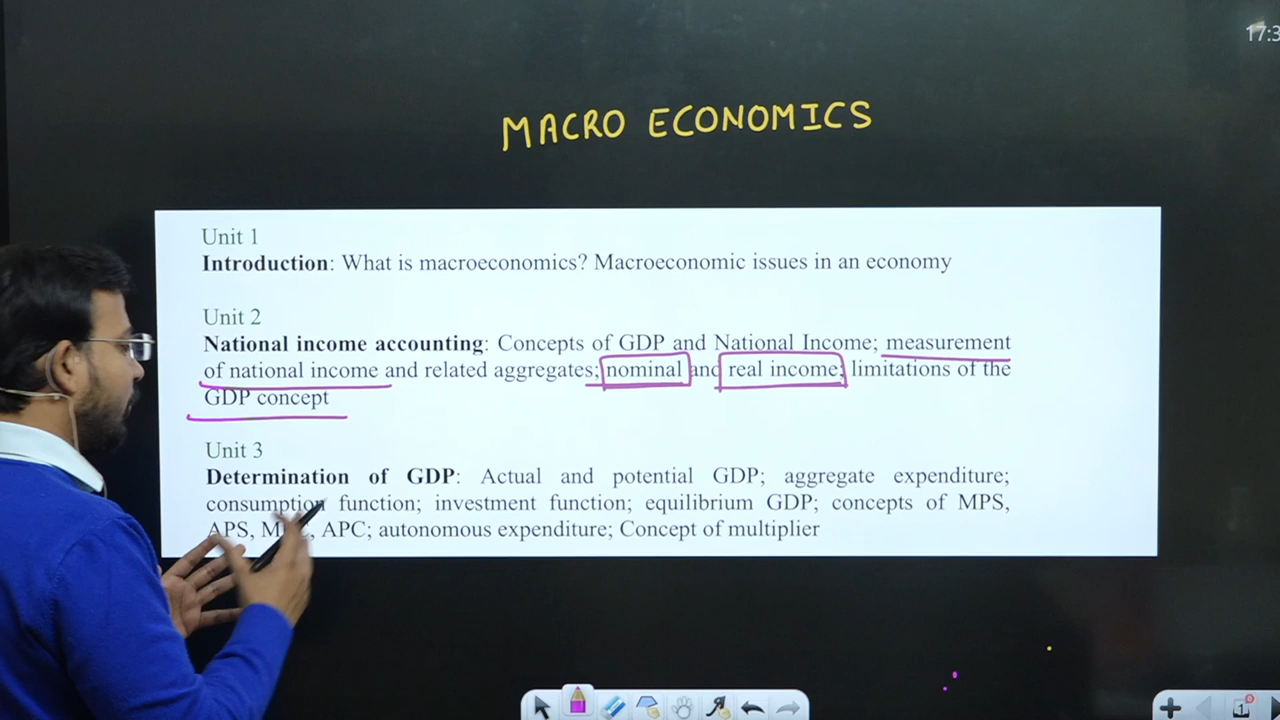 17:3
MACRO ECONOMICS
Unit 1
Introduction: What is macroeconomics? Macroeconomic issues in an economy
Unit 2
National income accounting: Concepts of GDP and National Income; measurement
of national income and related aggregates; nominal and real income; limitations of the
GDP concept
Unit 3
Determination of GDP: Actual and potential GDP; aggregate expenditure;
consumption function; investment function; equilibrium GDP; concepts of MPS,
APS, APC; autonomous expenditure; Concept of multiplier
1